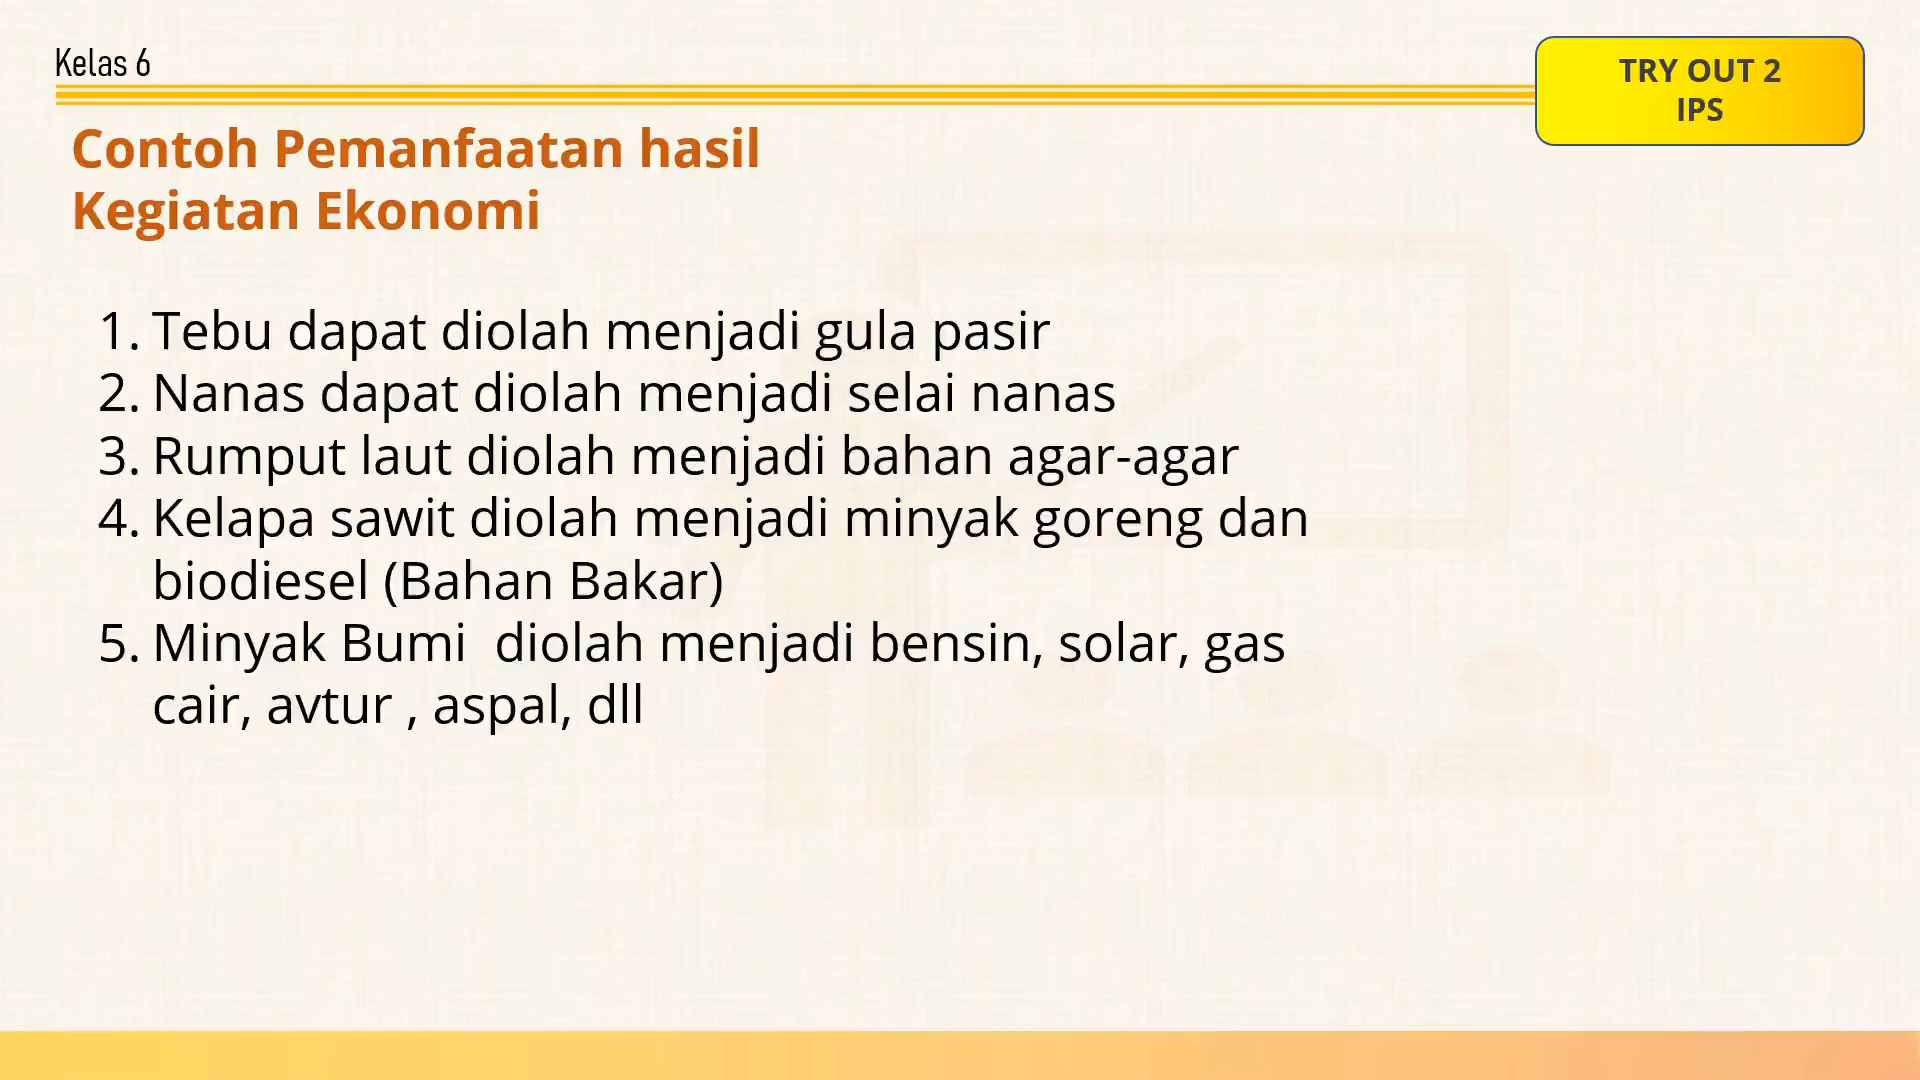 Kelas 6
TRY OUT 2
IPS
Contoh Pemanfaatan hasil
Kegiatan Ekonomi
1. Tebu dapat diolah menjadi gula pasir
2. Nanas dapat diolah menjadi selai nanas
3. Rumput laut diolah menjadi bahan agar-agar
4. Kelapa sawit diolah menjadi minyak goreng dan
biodiesel (Bahan Bakar)
5. Minyak Bumi  diolah menjadi bensin, solar, gas
cair, avtur , aspal, dll